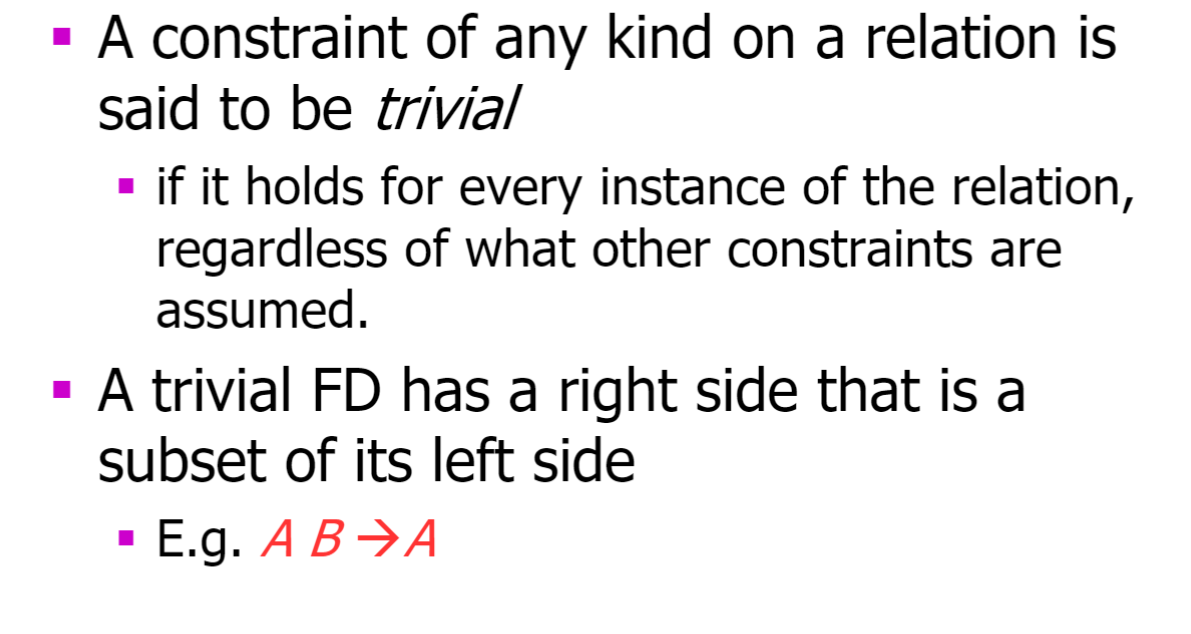 ▪ A constraint of any kind on a relation is
said to be trivial
▪ if it holds for every instance of the relation,
regardless of what other constraints are
assumed.
▪ A trivial FD has a right side that is a
subset of its left side
▪ E.g. A B → A